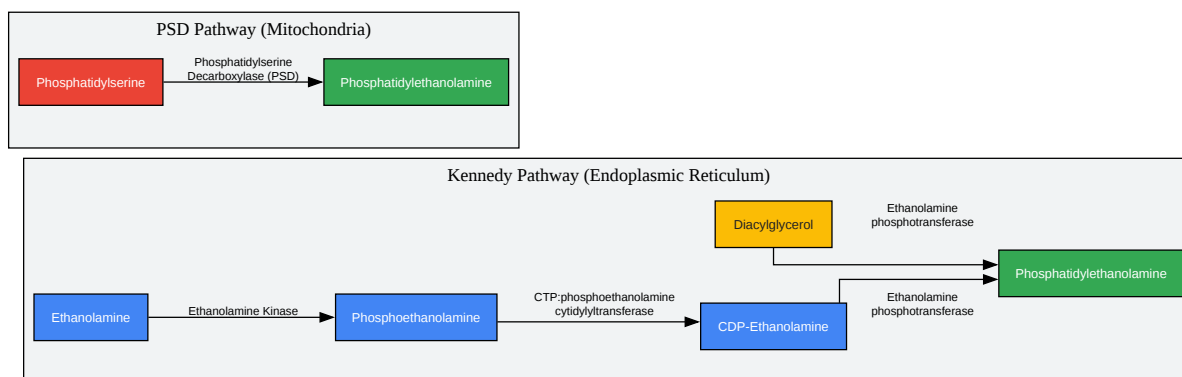 PSD Pathway (Mitochondria)
Phosphatidylserine
Phosphatidylserine
Decarboxylase (PSD)
Phosphatidylethanolamine
Kennedy Pathway (Endoplasmic Reticulum)
Diacylglycerol
Ethanolamine
phosphotransferase
Phosphatidylethanolamine
Ethanolamine
Ethanolamine Kinase
Phosphoethanolamine
CTP:phosphoethanolamine
cytidylyltransferase
CDP-Ethanolamine
Ethanolamine
phosphotransferase